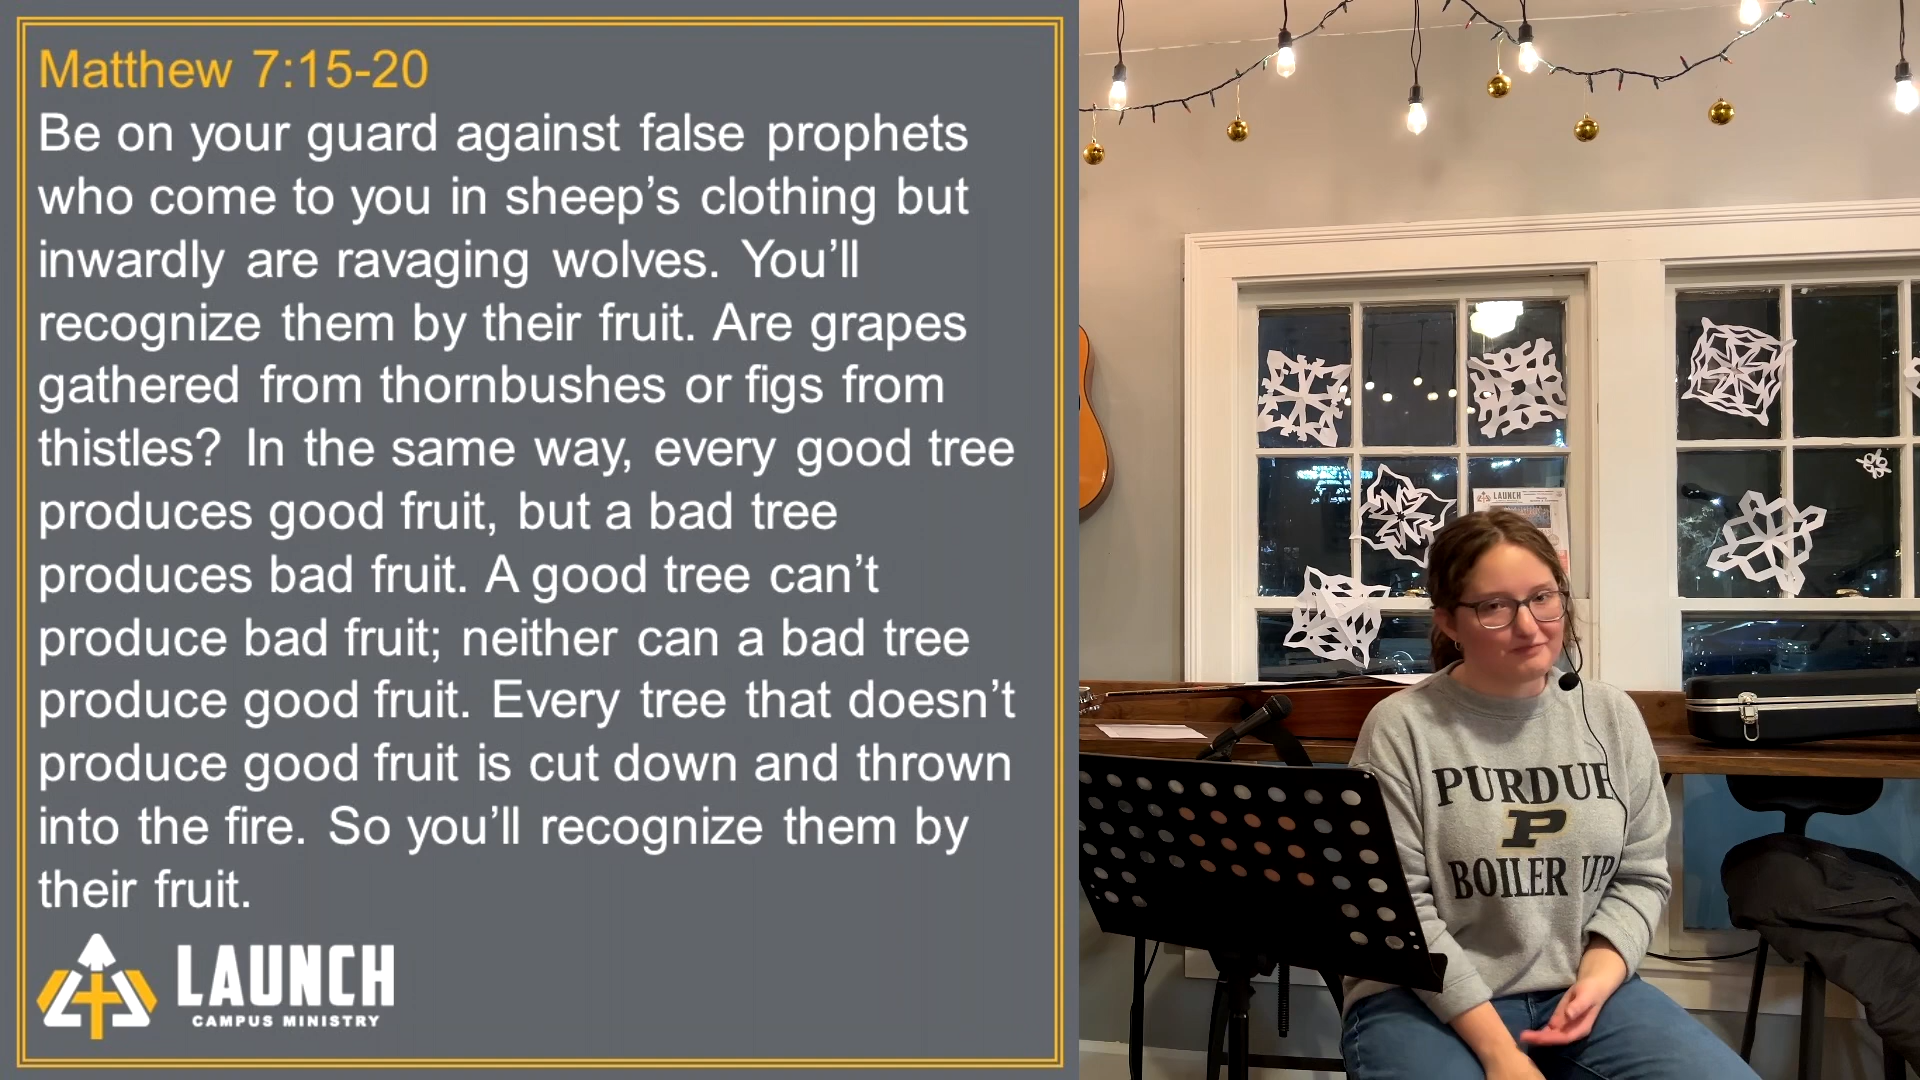 Matthew 7:15-20
Be on your guard against false prophets
who come to you in sheep’s clothing but
inwardly are ravaging wolves. You’ll
recognize them by their fruit. Are grapes
gathered from thornbushes or figs from
thistles? In the same way, every good tree
produces good fruit, but a bad tree
produces bad fruit. A good tree can’t
produce bad fruit; neither can a bad tree
produce good fruit. Every tree that doesn’t
produce good fruit is cut down and thrown
into the fire. So you’ll recognize them by
their fruit.
LAUNCH
CAMPUS MINISTRY
LAUNCH
PURDUE
P
BOILER UP